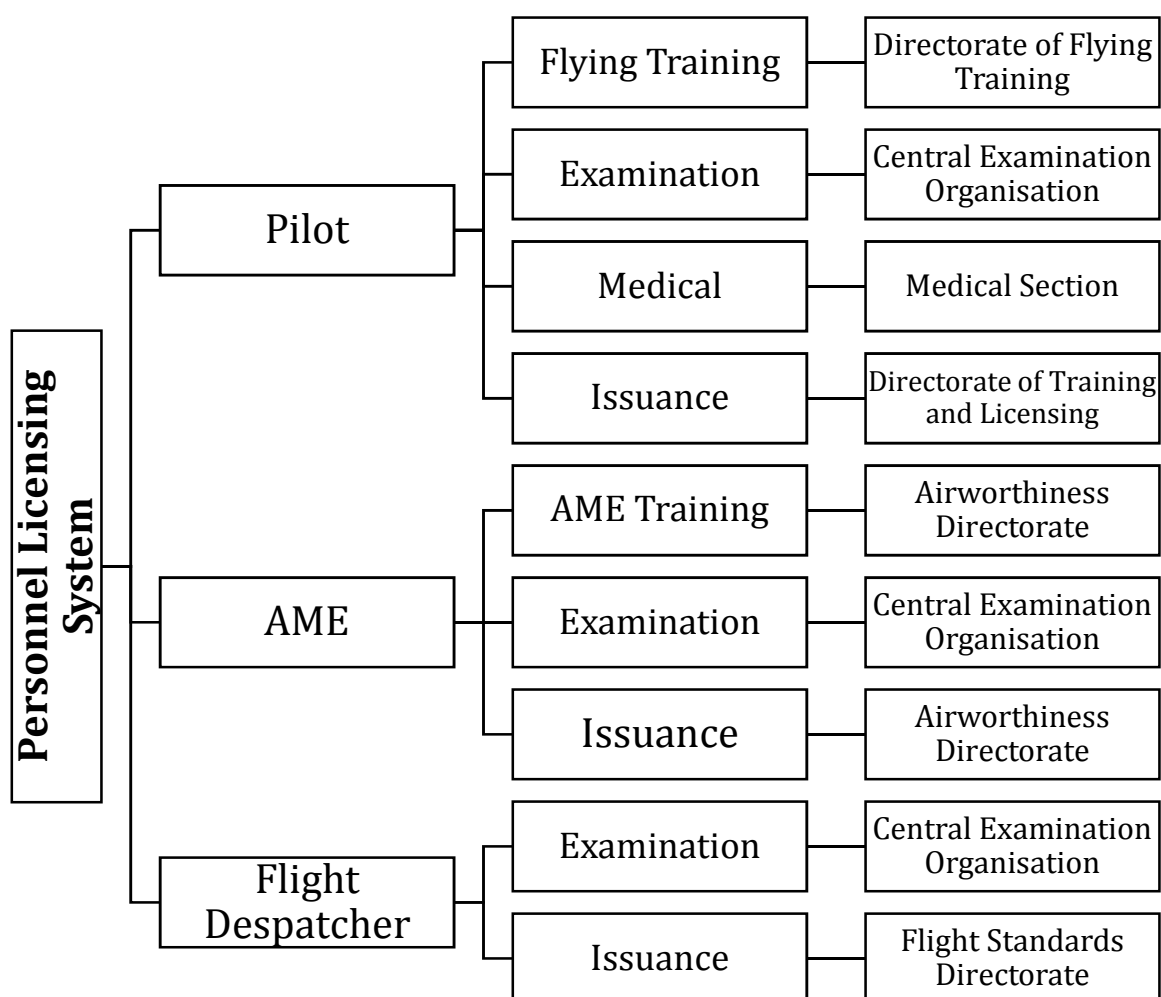 Personnel Licensing
System
Pilot
Flying Training
Directorate of Flying
Training
Examination
Central Examination
Organisation
Medical
Medical Section
Issuance
Directorate of Training
and Licensing
AME
AME Training
Airworthiness
Directorate
Examination
Central Examination
Organisation
Issuance
Airworthiness
Directorate
Flight
Despatcher
Examination
Central Examination
Organisation
Issuance
Flight Standards
Directorate